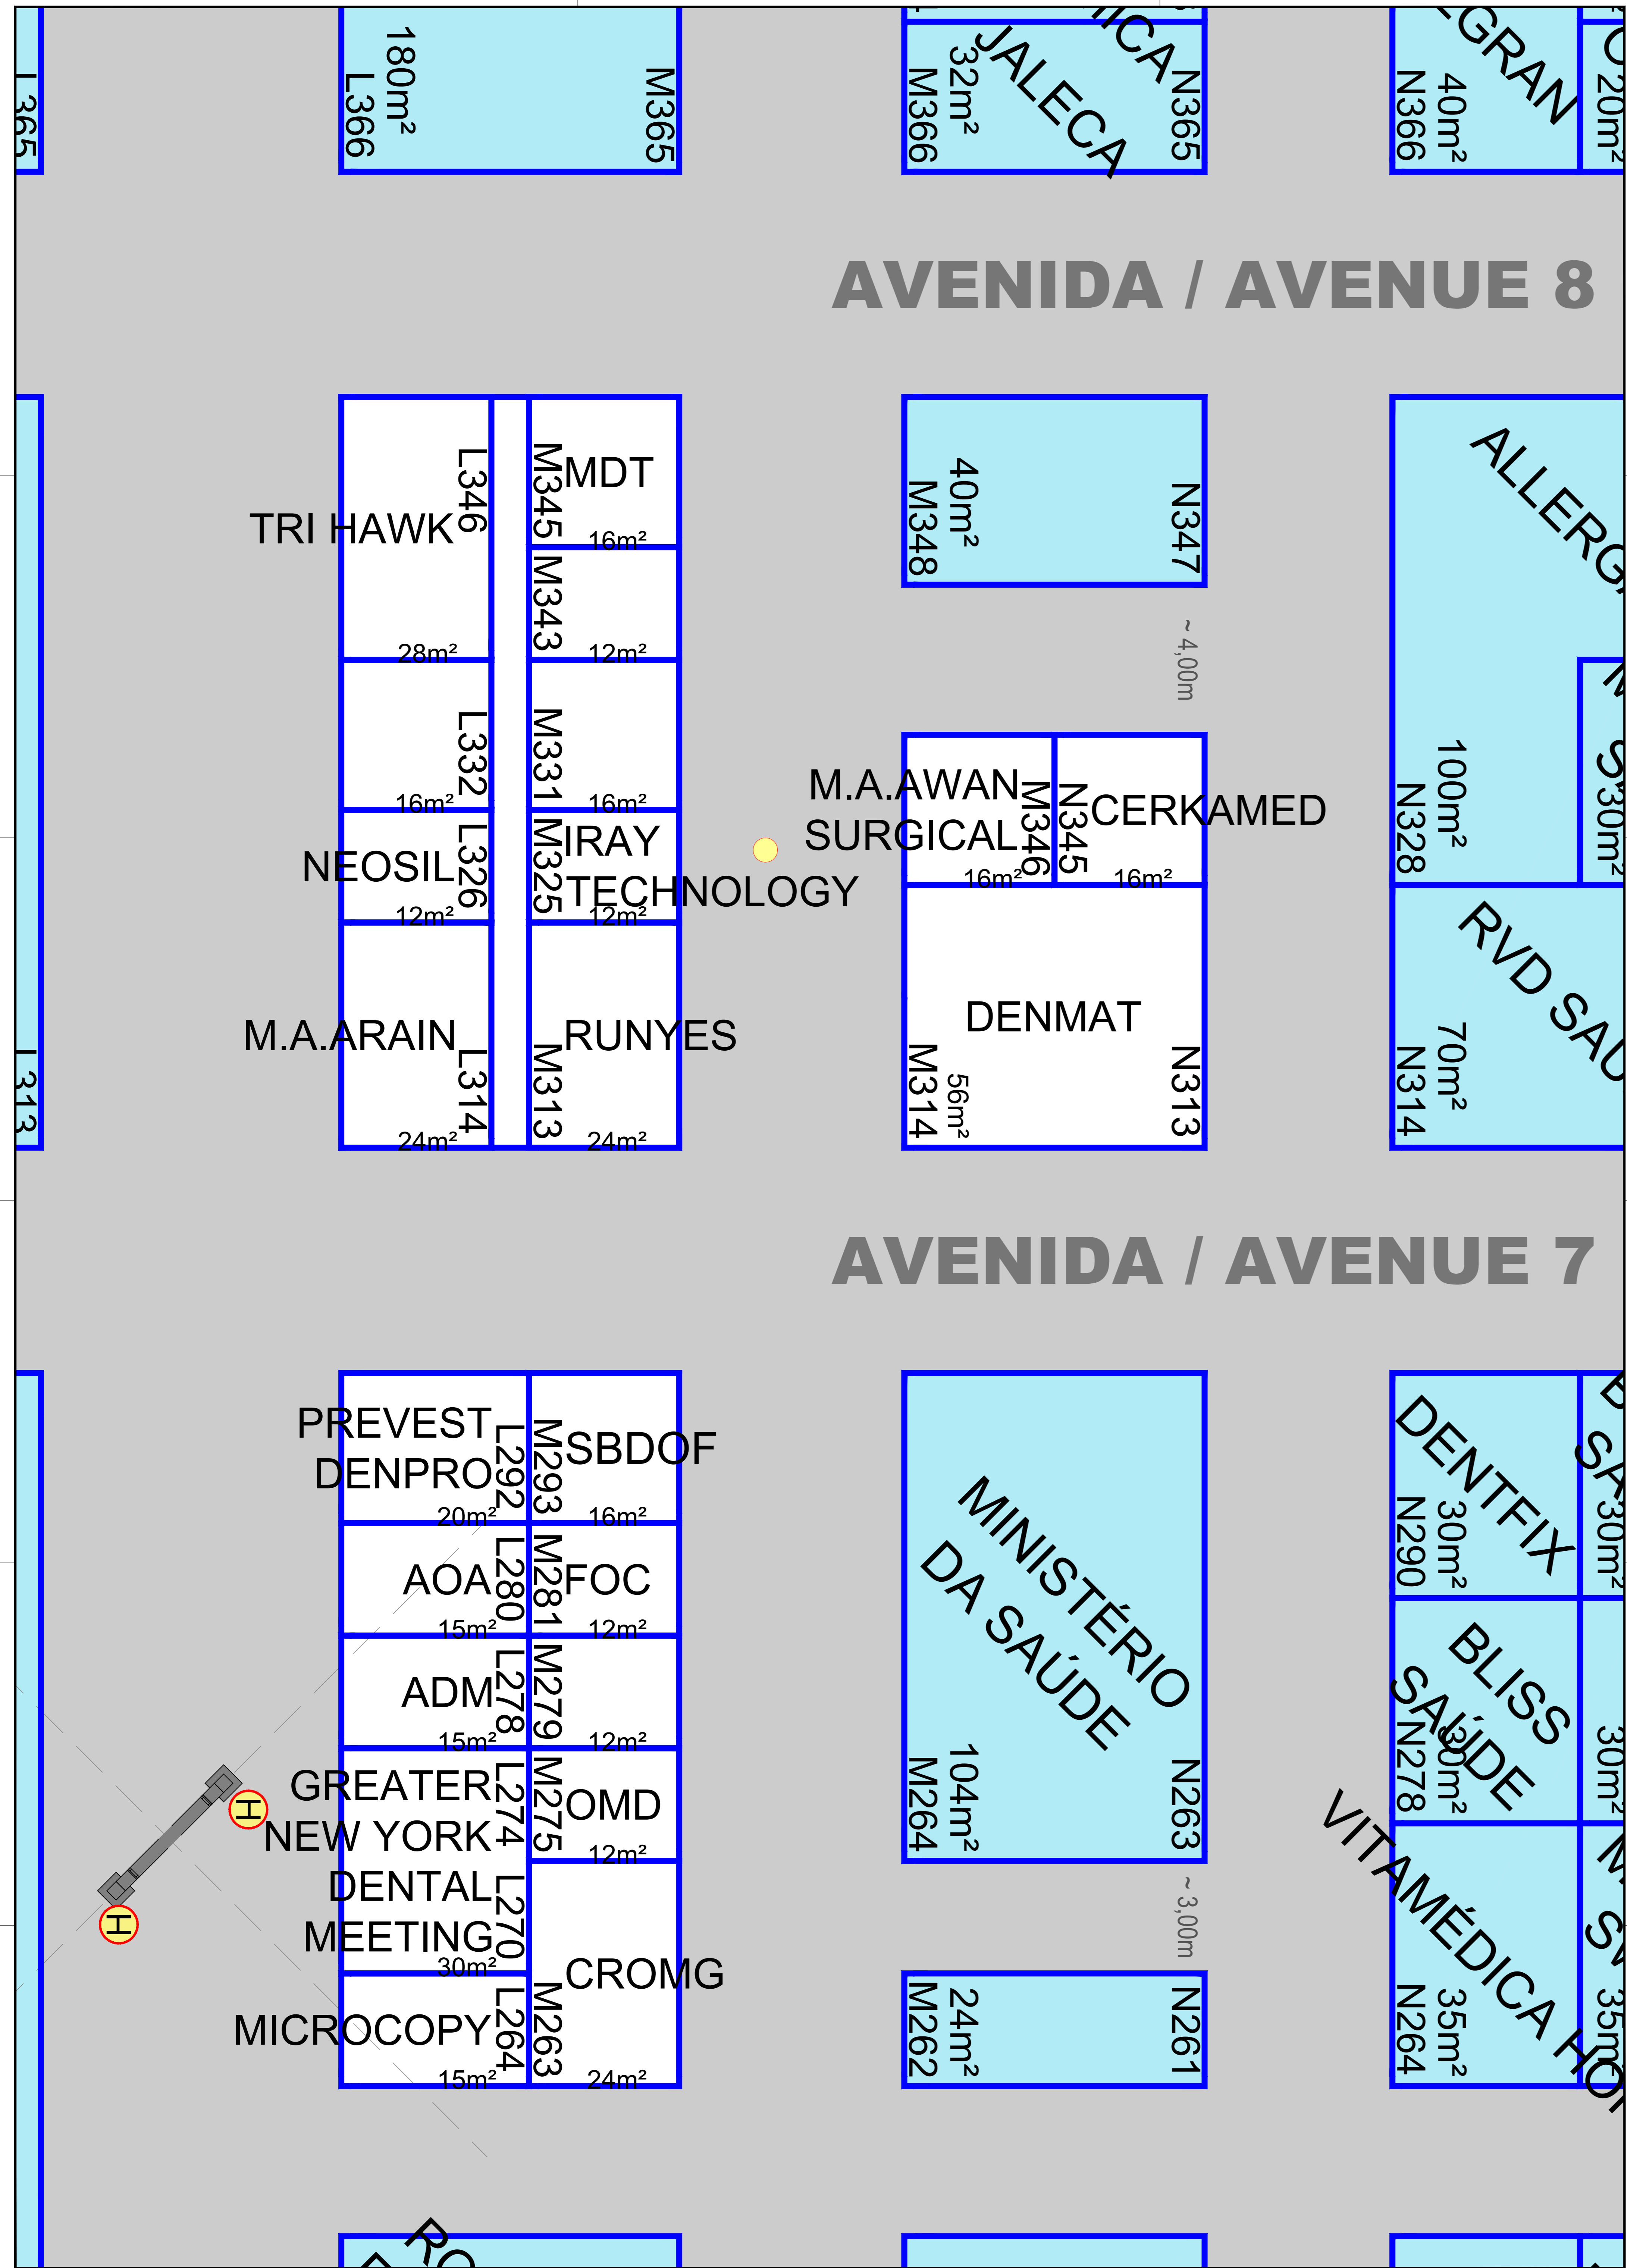 L365
180m²
L366
M365
32m²
M366
JALECA
N365
N366
40m²
20m²
AVENIDA / AVENUE 8
TRI HAWK
L346
28m²
M345
MDT
16m²
M343
12m²
L332
16m²
M331
16m²
NEOSIL
L326
12m²
M325
IRAY
TECHNOLOGY
12m²
M.A.ARAIN
L314
24m²
M313
RUNYES
24m²
40m²
M348
N347
~ 4,00m
M.A.AWAN
SURGICAL
M346
16m²
N345
CERKAMED
16m²
DENMAT
M314
56m²
N313
100m²
N328
30m²
RVD
70m²
N314
L313
AVENIDA / AVENUE 7
PREVEST
DENPRO
L292
20m²
M293
SBDOF
16m²
AOA
L280
15m²
M281
FOC
12m²
ADM
L278
15m²
M279
12m²
GREATER
NEW YORK
DENTAL
MEETING
L274
L270
30m²
M275
OMD
12m²
MICROCOPY
L264
15m²
M263
CROMG
24m²
H
H
MINISTÉRIO
DA SAÚDE
104m²
M264
N263
~ 3,00m
24m²
M262
N261
DENTFIX
N290
30m²
30m²
BLISS
SAÚDE
N278
30m²
30m²
VITAMÉDICA
N264
35m²
35m²